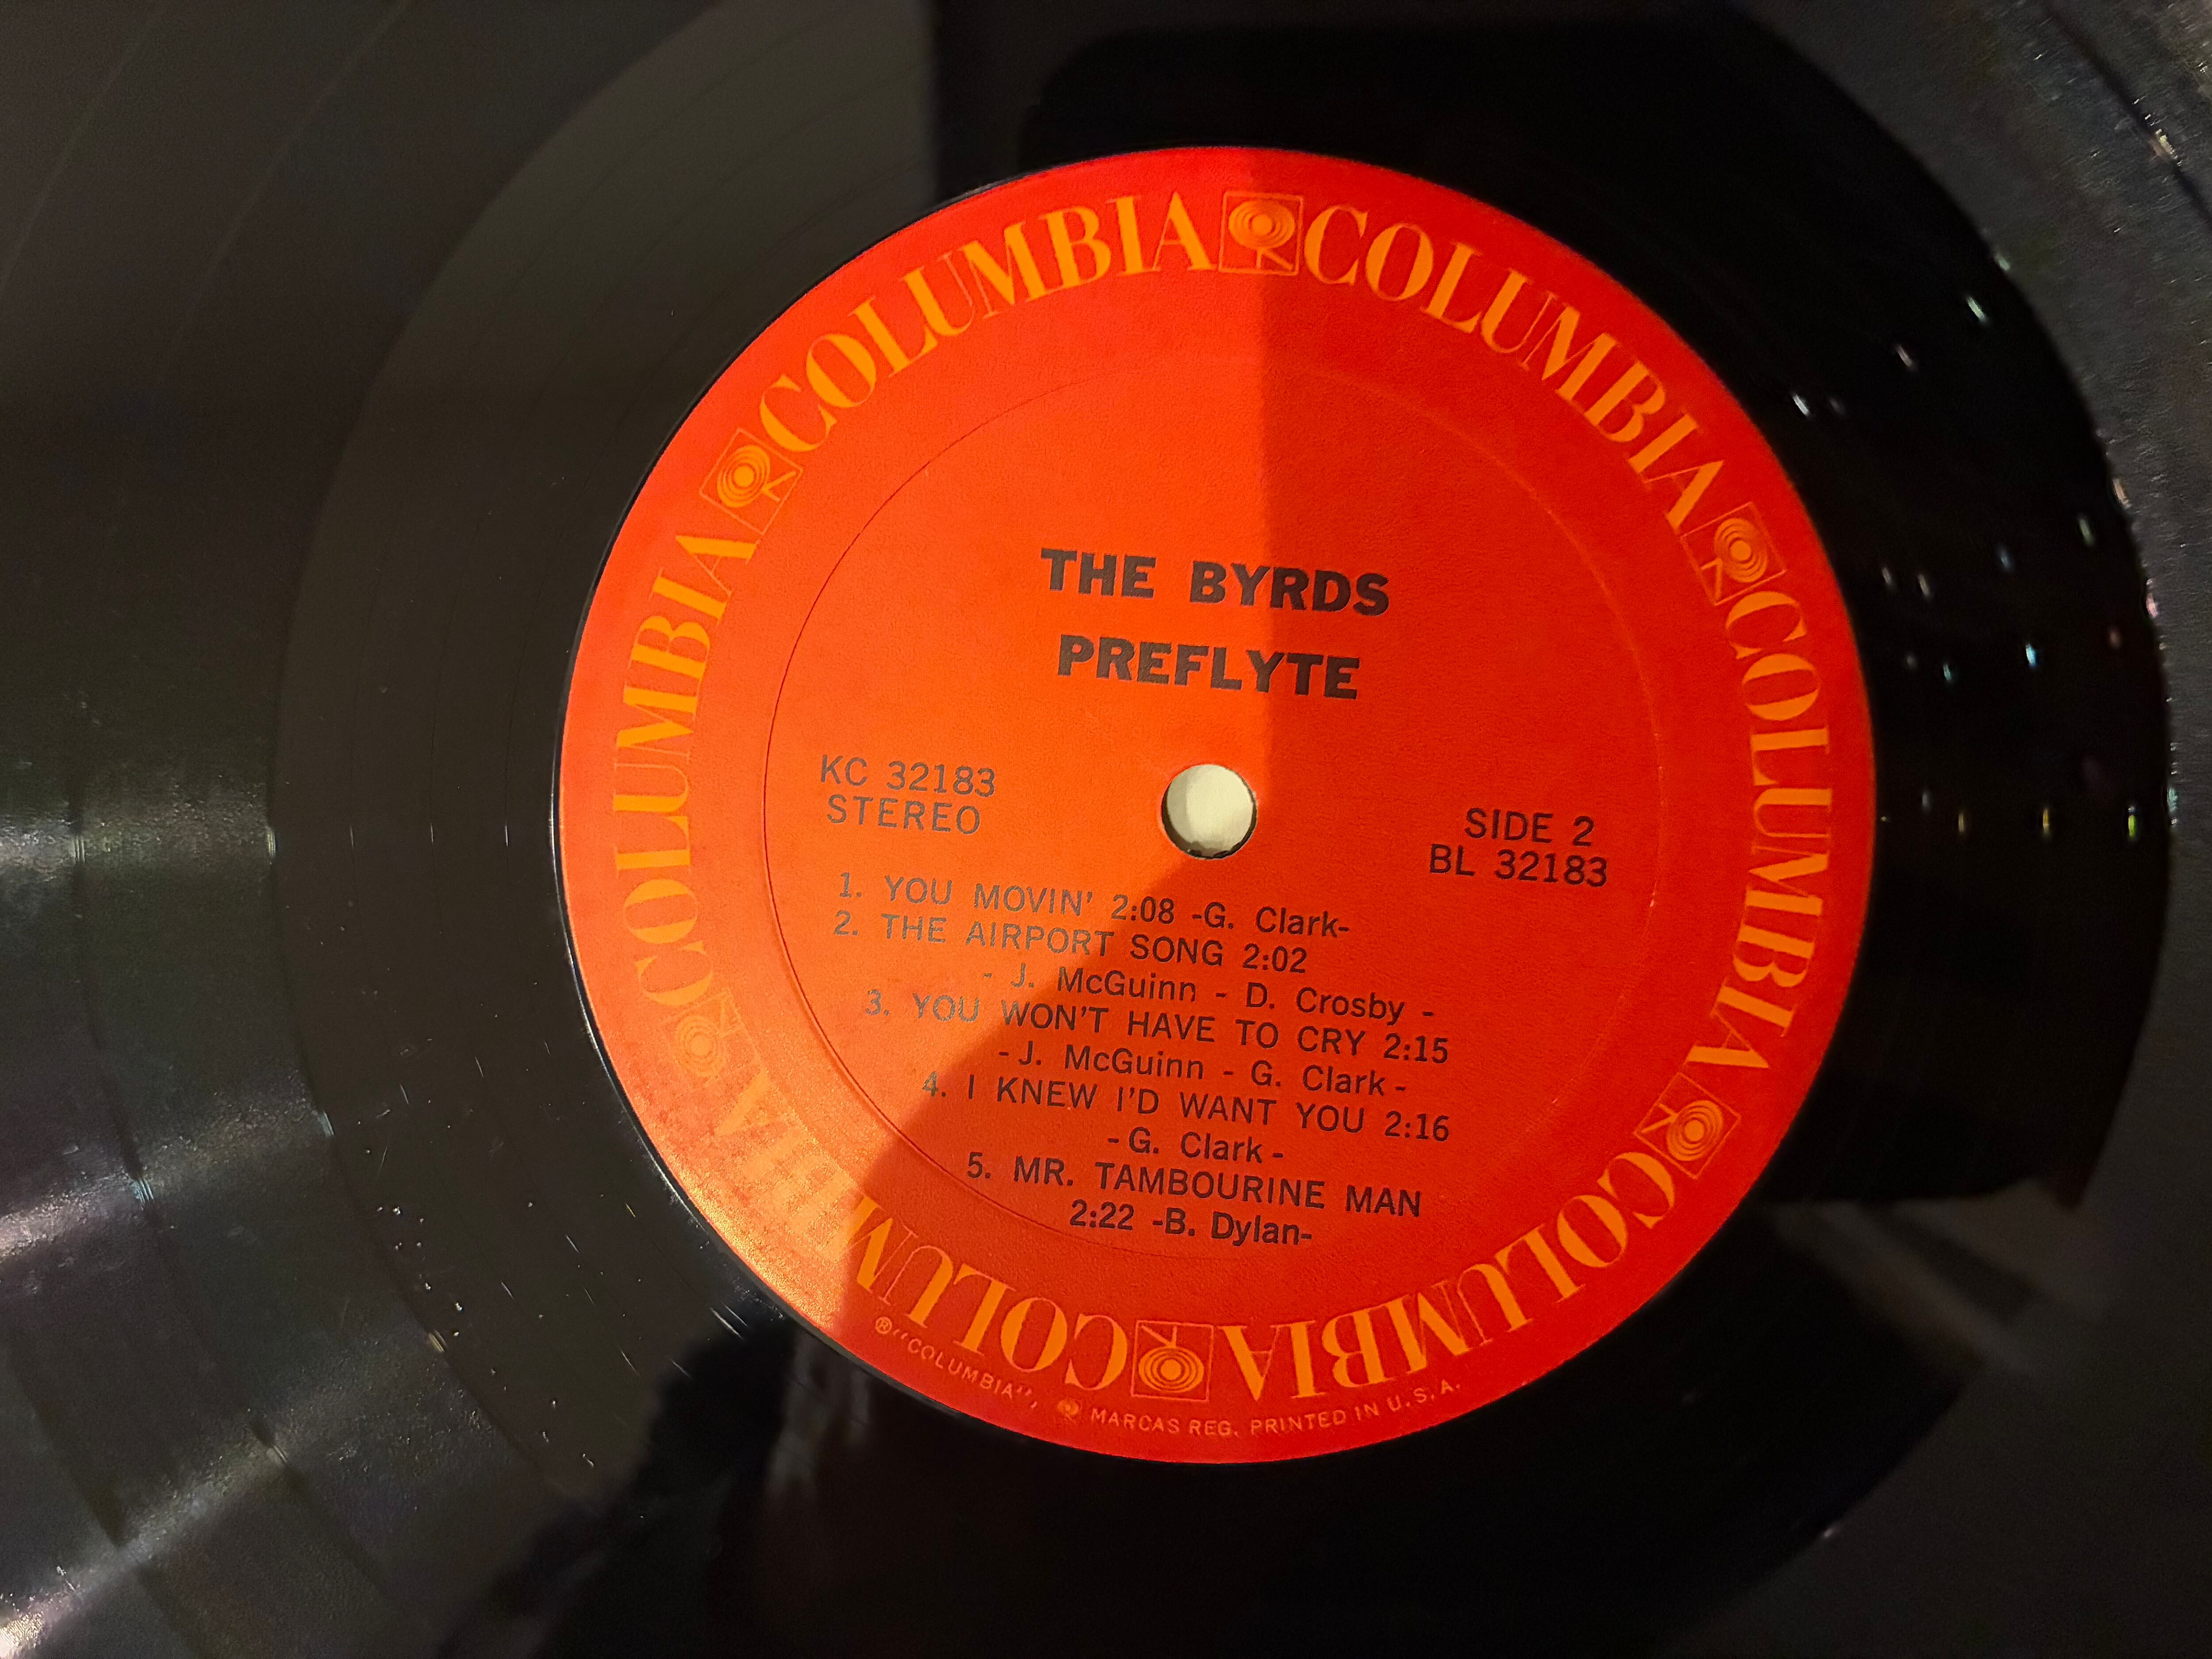 COLUMBIA COLUMBIA COLUMBIA COLUMBIA COLUMBIA COLUMBIA
THE BYRDS
PREFLYTE
KC 32183
STEREO
SIDE 2
BL 32183
1. YOU MOVIN' 2:08 -G. Clark-
2. THE AIRPORT SONG 2:02
- J. McGuinn - D. Crosby -
3. YOU WON'T HAVE TO CRY 2:15
- J. McGuinn - G. Clark -
4. I KNEW I'D WANT YOU 2:16
- G. Clark -
5. MR. TAMBOURINE MAN
2:22 -B. Dylan-
® "COLUMBIA", MARCAS REG. PRINTED IN U.S.A.